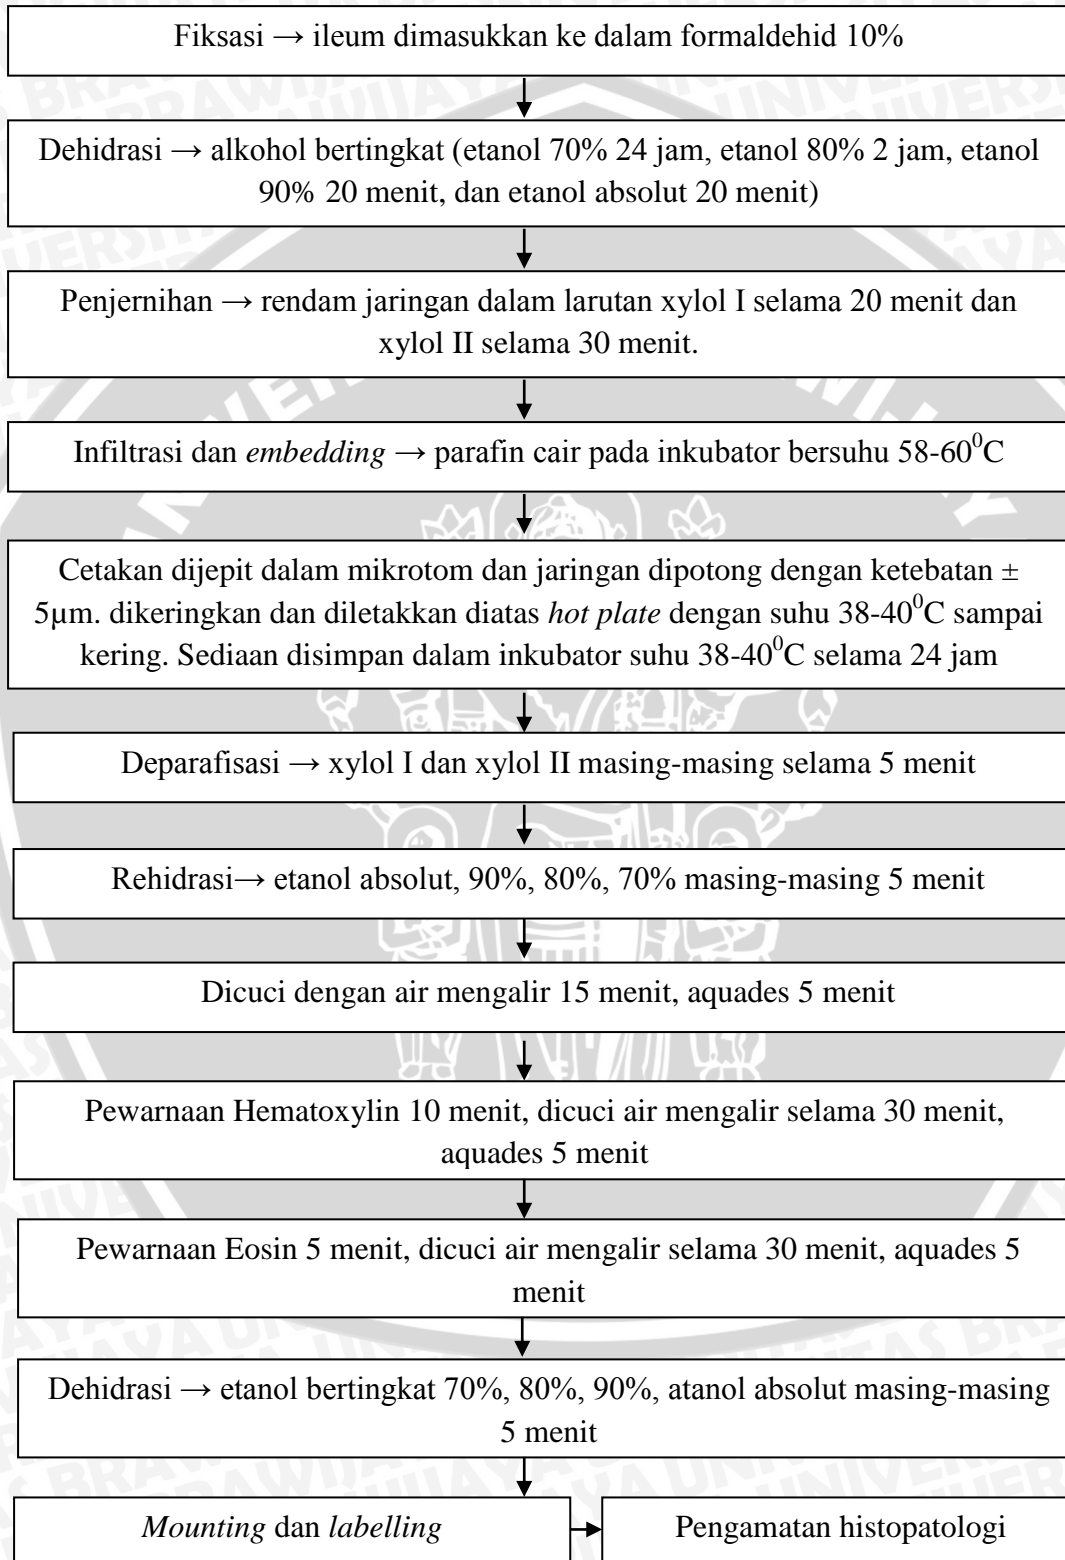 Fiksasi → ileum dimasukkan ke dalam formaldehid 10%
Dehidrasi → alkohol bertingkat (etanol 70% 24 jam, etanol 80% 2 jam, etanol
90% 20 menit, dan etanol absolut 20 menit)
Penjernihan → rendam jaringan dalam larutan xylol I selama 20 menit dan
xylol II selama 30 menit.
Infiltrasi dan embedding → parafin cair pada inkubator bersuhu 58-60⁰C
Cetakan dijepit dalam mikrotom dan jaringan dipotong dengan ketebatan ±
5µm. dikeringkan dan diletakkan diatas hot plate dengan suhu 38-40⁰C sampai
kering. Sediaan disimpan dalam inkubator suhu 38-40⁰C selama 24 jam
Deparafisasi → xylol I dan xylol II masing-masing selama 5 menit
Rehidrasi→ etanol absolut, 90%, 80%, 70% masing-masing 5 menit
Dicuci dengan air mengalir 15 menit, aquades 5 menit
Pewarnaan Hematoxylin 10 menit, dicuci air mengalir selama 30 menit,
aquades 5 menit
Pewarnaan Eosin 5 menit, dicuci air mengalir selama 30 menit, aquades 5
menit
Dehidrasi → etanol bertingkat 70%, 80%, 90%, atanol absolut masing-masing
5 menit
Mounting dan labelling
Pengamatan histopatologi